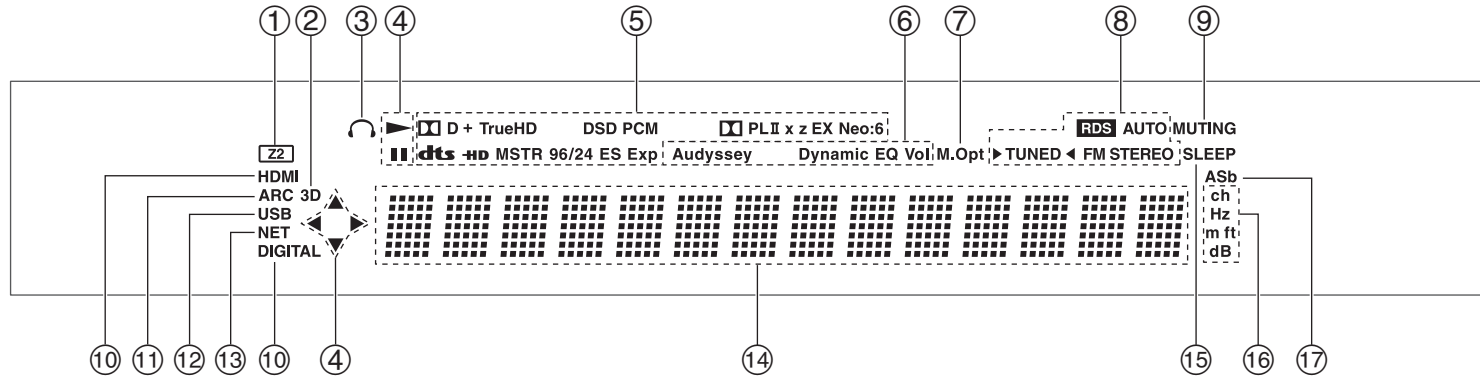 ① ② ③ ④ ⑤ ⑥ ⑦ ⑧ ⑨
D + TrueHD DSD PCM PLⅡ x z EX Neo:6 RDS AUTO MUTING
Z2 dts -HD MSTR 96/24 ES Exp Audyssey Dynamic EQ Vol M.Opt ▶ TUNED ◀ FM STEREO SLEEP
HDMI ASb
ARC 3D ch
USB Hz
NET m ft
DIGITAL dB
⑩ ⑪ ⑫ ⑬ ⑩ ④ ⑭ ⑮ ⑯ ⑰